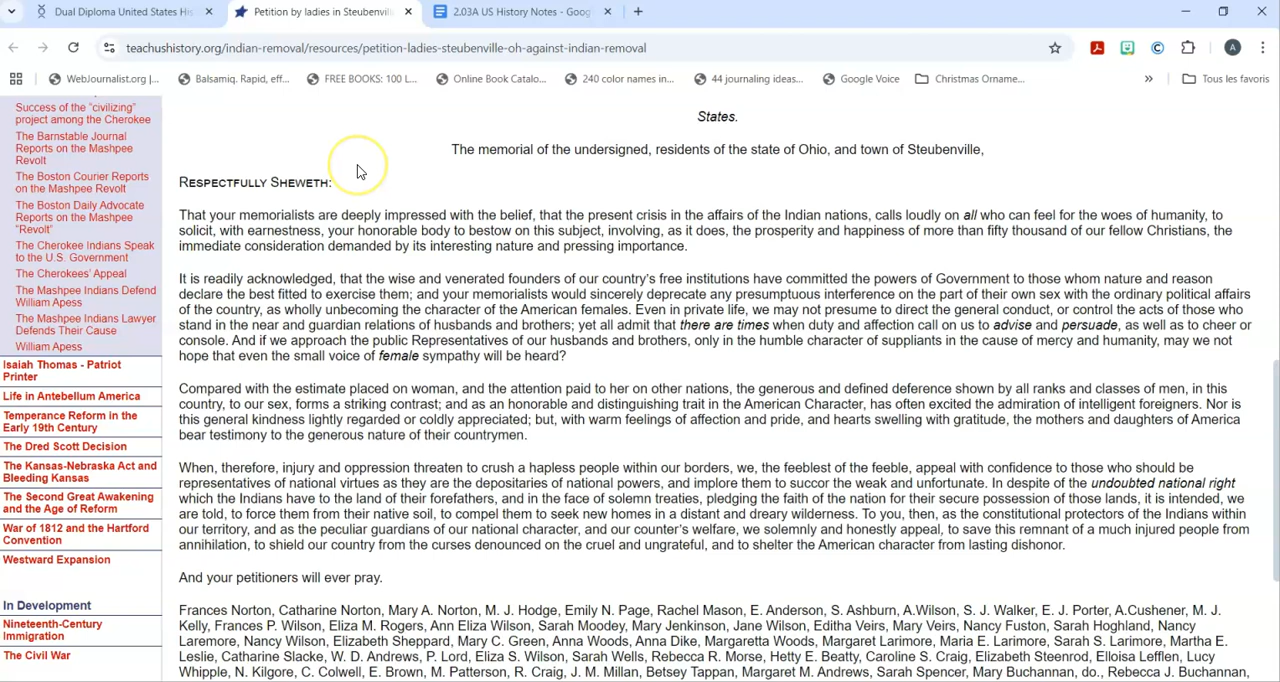 Dual Diploma United States His
Petition by ladies in Steubenvill
2.03A US History Notes - Goog
teachushistory.org/indian-removal/resources/petition-ladies-steubenville-oh-against-indian-removal
A
WebJournalist.org |...
Balsamiq. Rapid, eff...
FREE BOOKS: 100 L...
Online Book Catalo...
240 color names in...
44 journaling ideas...
Google Voice
Christmas Orname...
»
Tous les favoris
Success of the "civilizing"
project among the Cherokee
The Barnstable Journal
Reports on the Mashpee
Revolt
The Boston Courier Reports
on the Mashpee Revolt
The Boston Daily Advocate
Reports on the Mashpee
"Revolt"
The Cherokee Indians Speak
to the U.S. Government
The Cherokees' Appeal
The Mashpee Indians Defend
William Apess
The Mashpee Indians Lawyer
Defends Their Cause
William Apess
Isaiah Thomas - Patriot
Printer
Life in Antebellum America
Temperance Reform in the
Early 19th Century
The Dred Scott Decision
The Kansas-Nebraska Act and
Bleeding Kansas
The Second Great Awakening
and the Age of Reform
War of 1812 and the Hartford
Convention
Westward Expansion
In Development
Nineteenth-Century
Immigration
The Civil War
States.
The memorial of the undersigned, residents of the state of Ohio, and town of Steubenville,
RESPECTFULLY SHEWETH:
That your memorialists are deeply impressed with the belief, that the present crisis in the affairs of the Indian nations, calls loudly on all who can feel for the woes of humanity, to
solicit, with earnestness, your honorable body to bestow on this subject, involving, as it does, the prosperity and happiness of more than fifty thousand of our fellow Christians, the
immediate consideration demanded by its interesting nature and pressing importance.
It is readily acknowledged, that the wise and venerated founders of our country's free institutions have committed the powers of Government to those whom nature and reason
declare the best fitted to exercise them; and your memorialists would sincerely deprecate any presumptuous interference on the part of their own sex with the ordinary political affairs
of the country, as wholly unbecoming the character of the American females. Even in private life, we may not presume to direct the general conduct, or control the acts of those who
stand in the near and guardian relations of husbands and brothers; yet all admit that there are times when duty and affection call on us to advise and persuade, as well as to cheer or
console. And if we approach the public Representatives of our husbands and brothers, only in the humble character of suppliants in the cause of mercy and humanity, may we not
hope that even the small voice of female sympathy will be heard?
Compared with the estimate placed on woman, and the attention paid to her on other nations, the generous and defined deference shown by all ranks and classes of men, in this
country, to our sex, forms a striking contrast; and as an honorable and distinguishing trait in the American Character, has often excited the admiration of intelligent foreigners. Nor is
this general kindness lightly regarded or coldly appreciated; but, with warm feelings of affection and pride, and hearts swelling with gratitude, the mothers and daughters of America
bear testimony to the generous nature of their countrymen.
When, therefore, injury and oppression threaten to crush a hapless people within our borders, we, the feeblest of the feeble, appeal with confidence to those who should be
representatives of national virtues as they are the depositaries of national powers, and implore them to succor the weak and unfortunate. In despite of the undoubted national right
which the Indians have to the land of their forefathers, and in the face of solemn treaties, pledging the faith of the nation for their secure possession of those lands, it is intended, we
are told, to force them from their native soil, to compel them to seek new homes in a distant and dreary wilderness. To you, then, as the constitutional protectors of the Indians within
our territory, and as the peculiar guardians of our national character, and our counter's welfare, we solemnly and honestly appeal, to save this remnant of a much injured people from
annihilation, to shield our country from the curses denounced on the cruel and ungrateful, and to shelter the American character from lasting dishonor.
And your petitioners will ever pray.
Frances Norton, Catharine Norton, Mary A. Norton, M. J. Hodge, Emily N. Page, Rachel Mason, E. Anderson, S. Ashburn, A.Wilson, S. J. Walker, E. J. Porter, A.Cushener, M. J.
Kelly, Frances P. Wilson, Eliza M. Rogers, Ann Eliza Wilson, Sarah Moodey, Mary Jenkinson, Jane Wilson, Editha Veirs, Mary Veirs, Nancy Fuston, Sarah Hoghland, Nancy
Laremore, Nancy Wilson, Elizabeth Sheppard, Mary C. Green, Anna Woods, Anna Dike, Margaretta Woods, Margaret Larimore, Maria E. Larimore, Sarah S. Larimore, Martha E.
Leslie, Catharine Slacke, W. D. Andrews, P. Lord, Eliza S. Wilson, Sarah Wells, Rebecca R. Morse, Hetty E. Beatty, Caroline S. Craig, Elizabeth Steenrod, Elloisa Lefflen, Lucy
Whipple, N. Kilgore, C. Colwell, E. Brown, M. Patterson, R. Craig, J. M. Millan, Betsey Tappan, Margaret M. Andrews, Sarah Spencer, Mary Buchannan, do., Rebecca J. Buchannan,